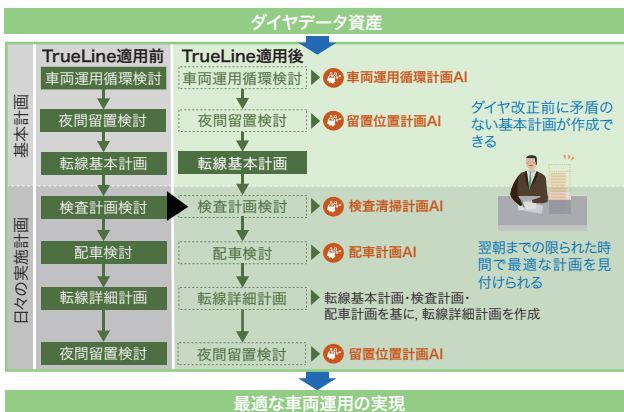 ダイヤデータ資産
TrueLine適用前
TrueLine適用後
基本計画
車両運用循環検討
車両運用循環検討
車両運用循環計画AI
夜間留置検討
夜間留置検討
留置位置計画AI
転線基本計画
転線基本計画
ダイヤ改正前に矛盾の
ない基本計画が作成で
きる
日々の実施計画
検査計画検討
検査計画検討
検査清掃計画AI
配車検討
配車検討
配車計画AI
転線詳細計画
転線詳細計画
転線基本計画・検査計画・
配車計画を基に, 転線詳細計画を作成
夜間留置検討
夜間留置検討
留置位置計画AI
翌朝までの限られた時
間で最適な計画を見
付けられる
最適な車両運用の実現